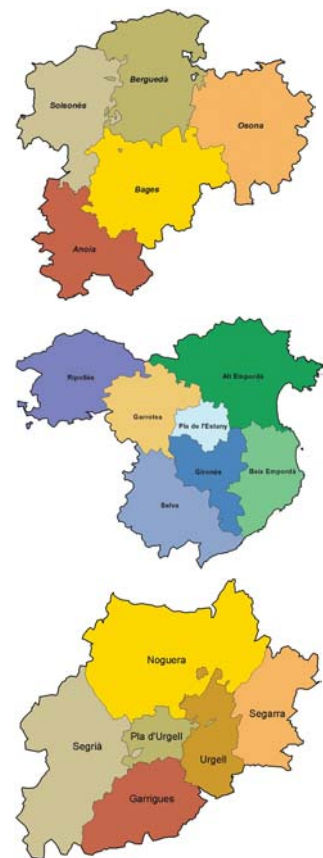 Berguedà
Solsonès
Osona
Bages
Anoia
Ripollès
Alt Empordà
Garrotxa
Pla de l'Estany
Gironès
Baix Empordà
Selva
Noguera
Segarra
Pla d'Urgell
Segrià
Urgell
Garrigues